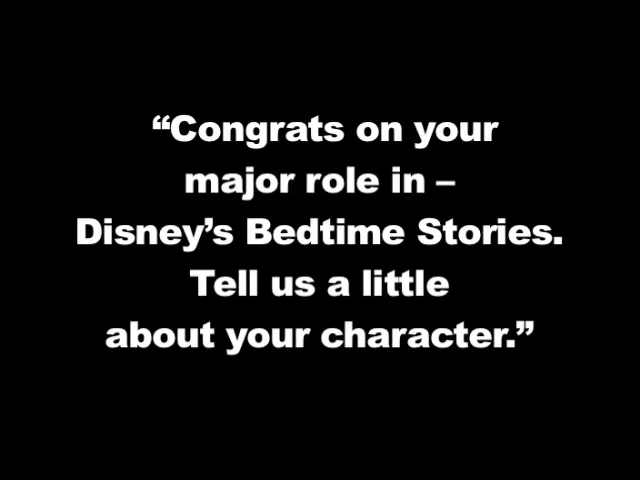 “Congrats on your
major role in –
Disney’s Bedtime Stories.
Tell us a little
about your character.”